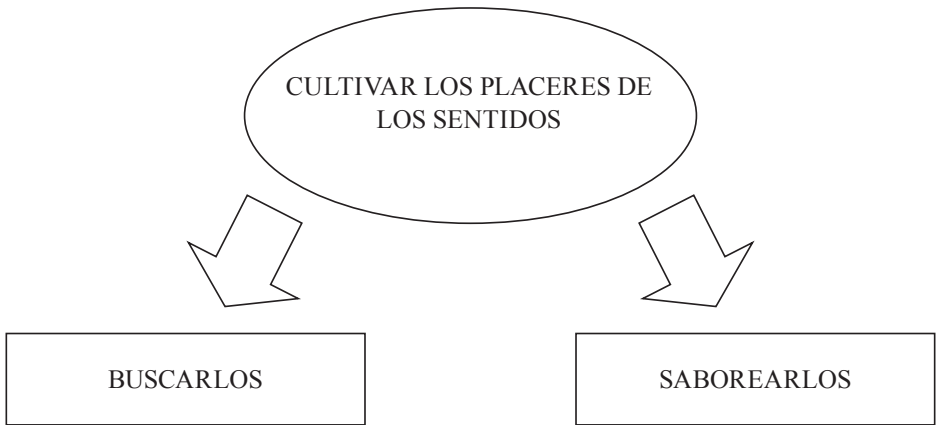 CULTIVAR LOS PLACERES DE
LOS SENTIDOS
BUSCARLOS
SABOREARLOS